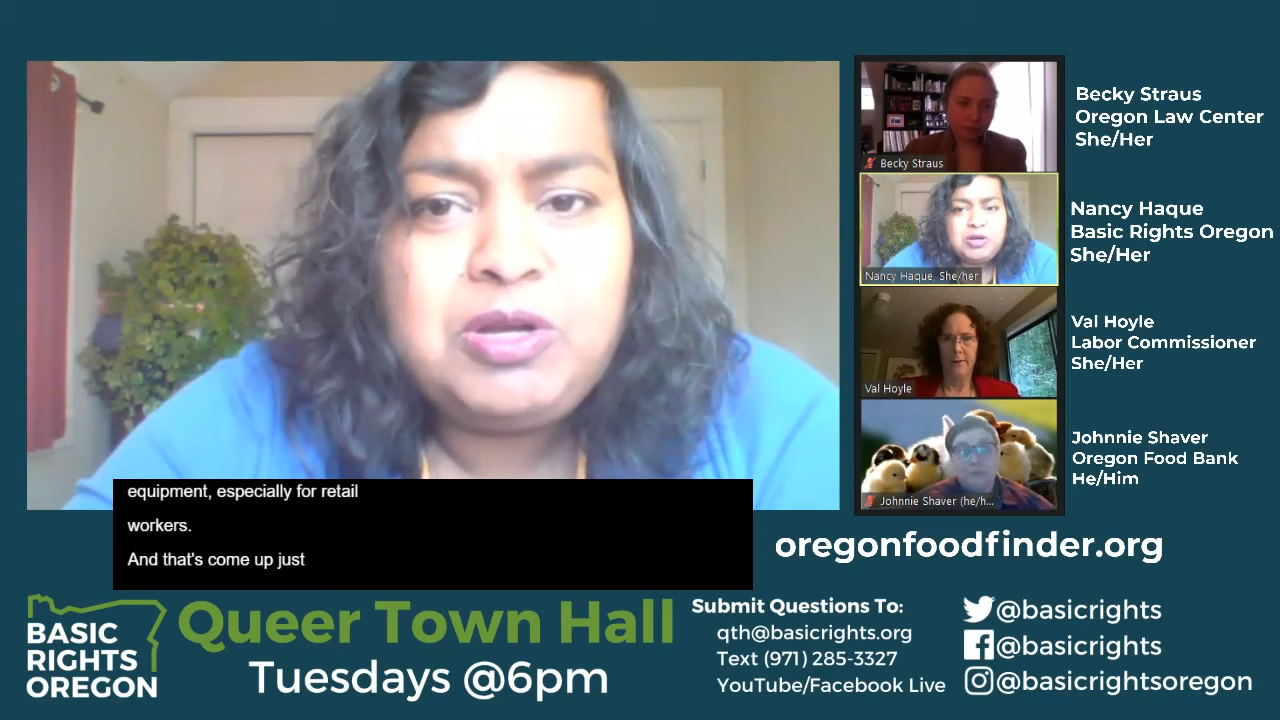 Becky Straus
Oregon Law Center
She/Her
Becky Straus
Nancy Haque
Basic Rights Oregon
She/Her
Nancy Haque, She/her
Val Hoyle
Labor Commissioner
She/Her
Val Hoyle
Johnnie Shaver
Oregon Food Bank
He/Him
Johnnie Shaver (he/h...
equipment, especially for retail
workers.
And that's come up just
oregonfoodfinder.org
BASIC
RIGHTS
OREGON
Queer Town Hall
Tuesdays @6pm
Submit Questions To:
qth@basicrights.org
Text (971) 285-3327
YouTube/Facebook Live
@basicrights
@basicrights
@basicrightsoregon